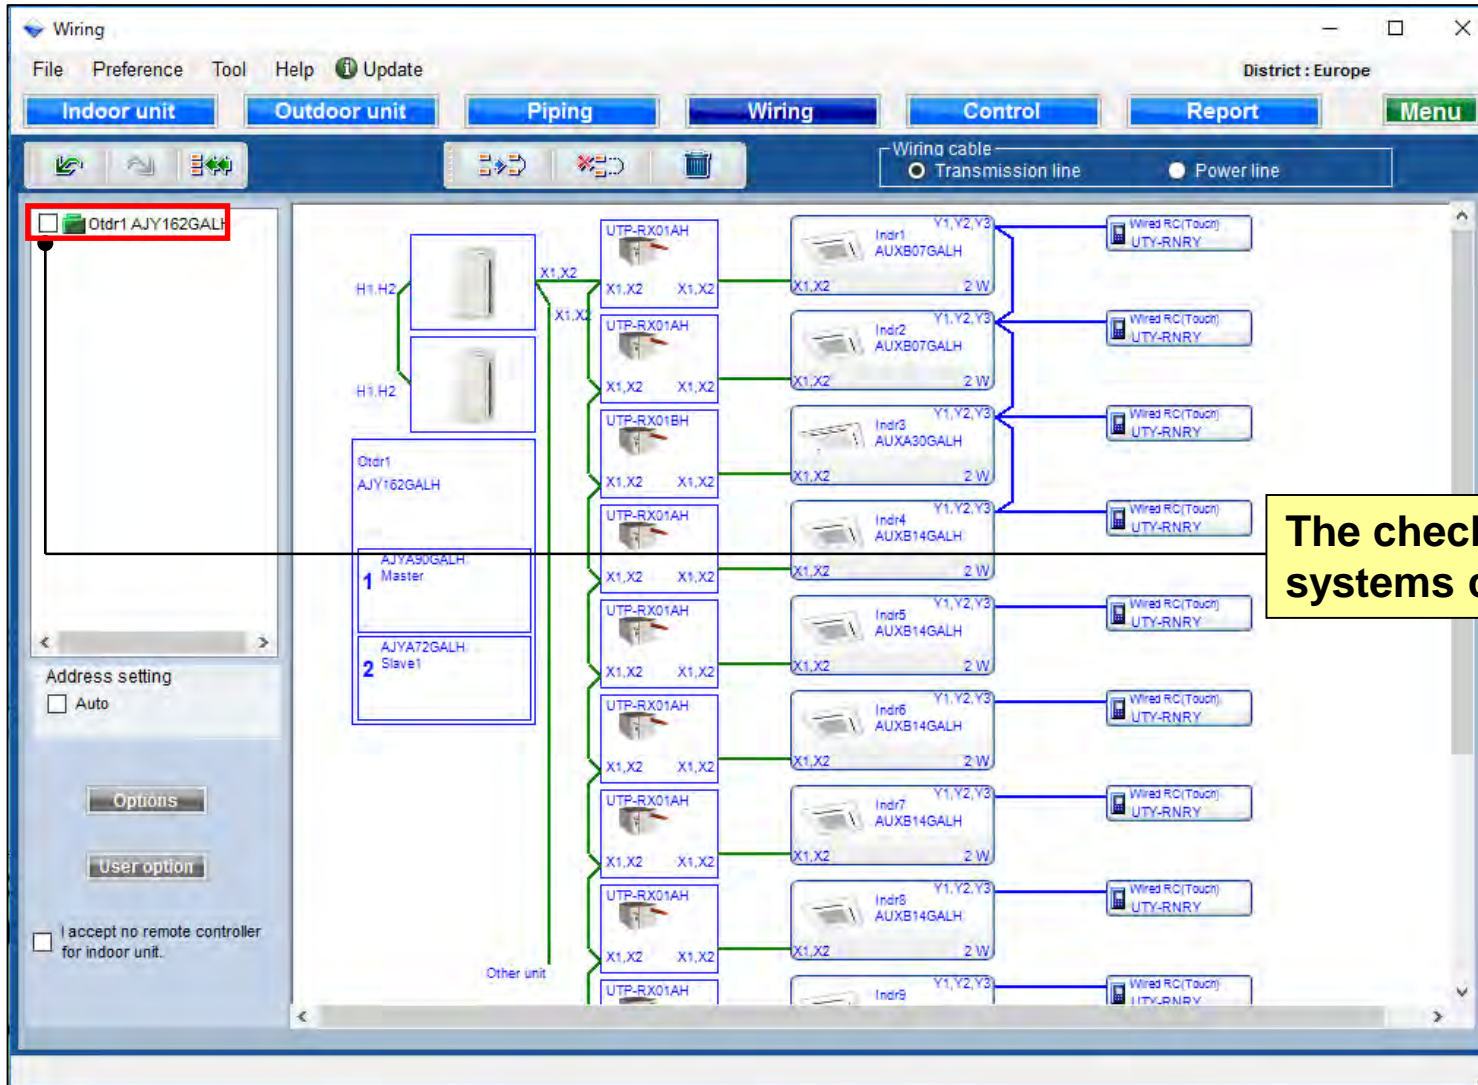 Wiring
File Preference Tool Help Update
District : Europe
Indoor unit Outdoor unit Piping Wiring Control Report Menu
Wiring cable
Transmission line Power line
Otdr1 AJY162GALH
Address setting
Auto
Options
User option
I accept no remote controller
for indoor unit.
H1.H2
H1.H2
X1,X2
Otdr1
AJY162GALH
AJYA90GALH
1 Master
AJYA72GALH
2 Slave1
Other unit
UTP-RX01AH
X1,X2 X1,X2
Indr1
AUXB07GALH
Y1,Y2,Y3
X1,X2 2 W
Wired RC(Touch)
UTY-RNRY
UTP-RX01AH
X1,X2 X1,X2
Indr2
AUXB07GALH
Y1,Y2,Y3
X1,X2 2 W
Wired RC(Touch)
UTY-RNRY
UTP-RX01BH
X1,X2 X1,X2
Indr3
AUXA30GALH
Y1,Y2,Y3
X1,X2 2 W
Wired RC(Touch)
UTY-RNRY
UTP-RX01AH
X1,X2 X1,X2
Indr4
AUXB14GALH
Y1,Y2,Y3
X1,X2 2 W
Wired RC(Touch)
UTY-RNRY
UTP-RX01AH
X1,X2 X1,X2
Indr5
AUXB14GALH
Y1,Y2,Y3
X1,X2 2 W
Wired RC(Touch)
UTY-RNRY
UTP-RX01AH
X1,X2 X1,X2
Indr6
AUXB14GALH
Y1,Y2,Y3
X1,X2 2 W
Wired RC(Touch)
UTY-RNRY
UTP-RX01AH
X1,X2 X1,X2
Indr7
AUXB14GALH
Y1,Y2,Y3
X1,X2 2 W
Wired RC(Touch)
UTY-RNRY
UTP-RX01AH
X1,X2 X1,X2
Indr8
AUXB14GALH
Y1,Y2,Y3
X1,X2 2 W
Wired RC(Touch)
UTY-RNRY
UTP-RX01AH
Indr9
Y1,Y2,Y3
Wired RC(Touch)
UTY-RNRY
The
systems